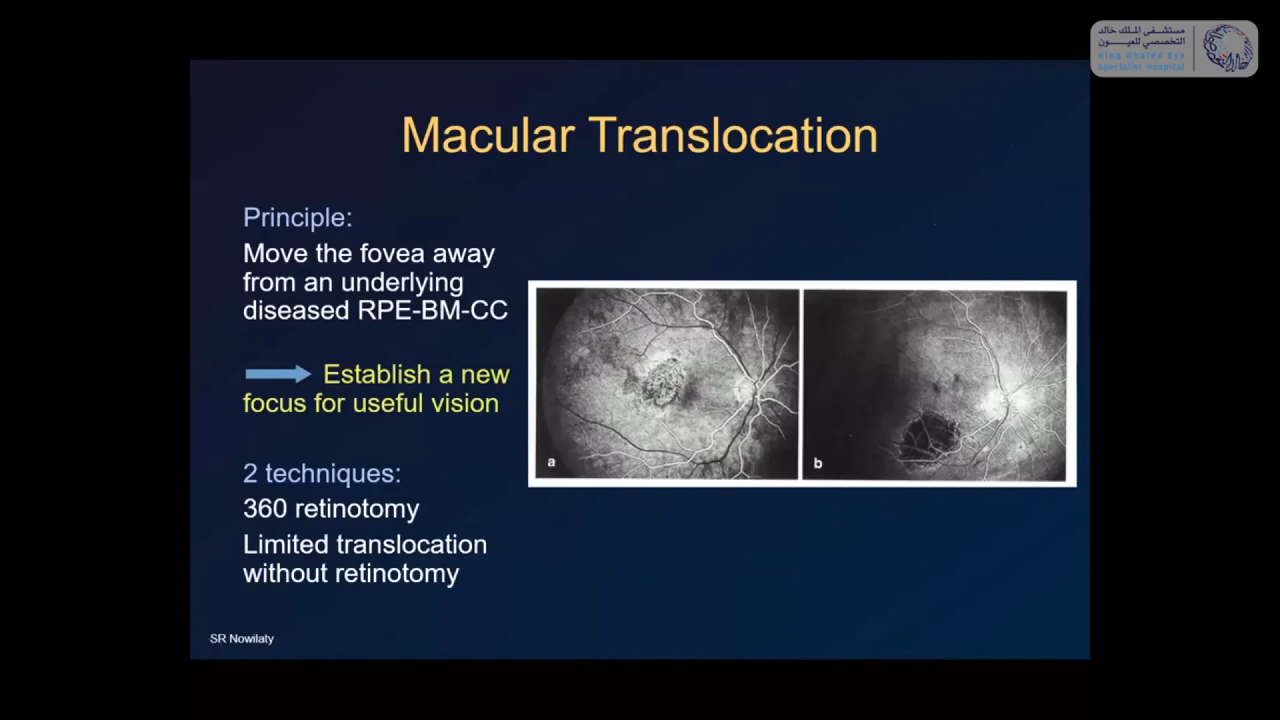 مستشفى الملك خالد
التخصصي للعيون
King Khaled Eye
Specialist Hospital
Macular Translocation
Principle:
Move the fovea away
from an underlying
diseased RPE-BM-CC
Establish a new
focus for useful vision
2 techniques:
360 retinotomy
Limited translocation
without retinotomy
a
b
SR Nowilaty